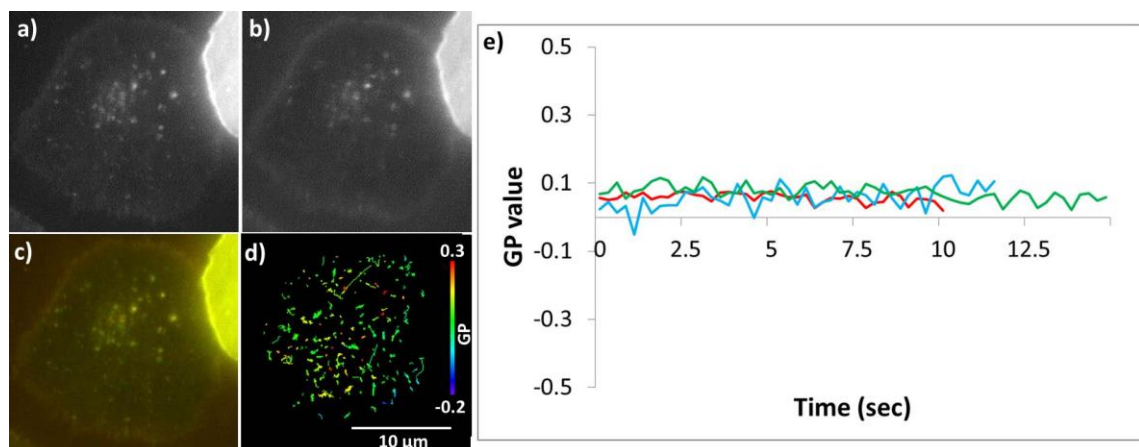 a)
b)
c)
d)
0.3
GP
-0.2
10 µm
e)
0.5
0.3
0.1
-0.1
-0.3
-0.5
GP value
0 2.5 5 7.5 10 12.5
Time (sec)